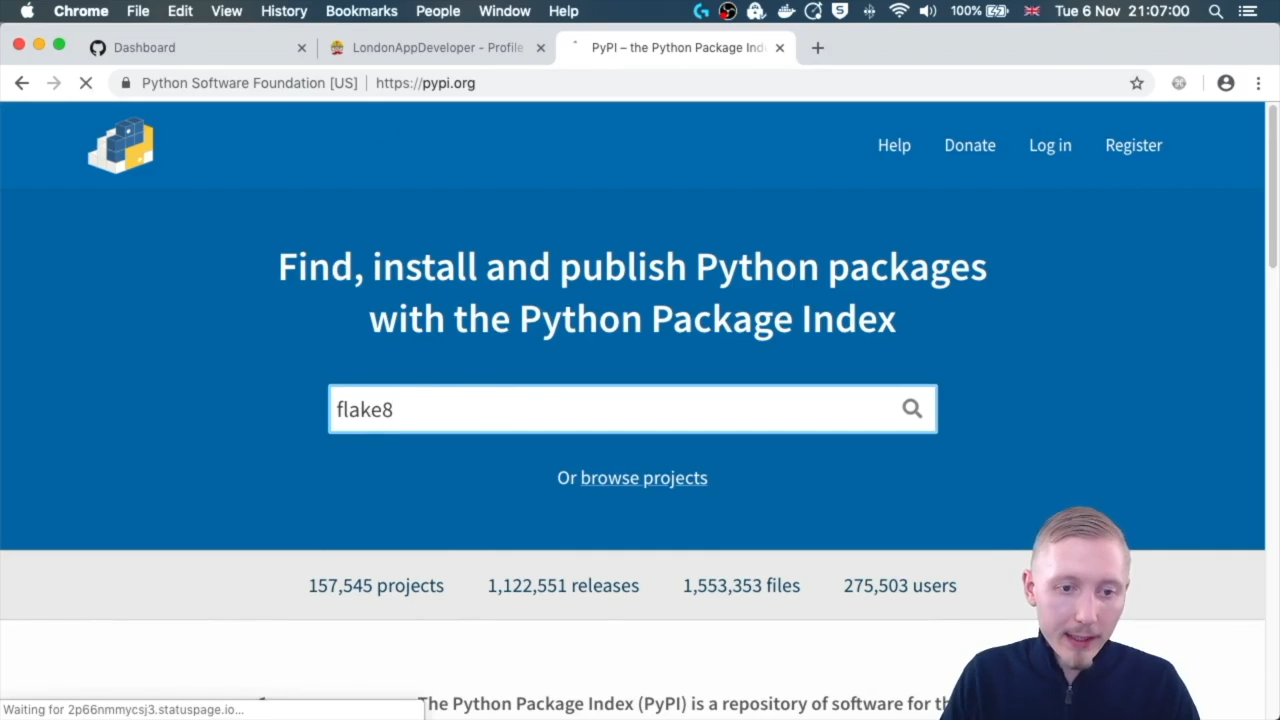 Chrome File Edit View History Bookmarks People Window Help 100% Tue 6 Nov 21:07:00
Dashboard LondonAppDeveloper - Profile PyPI – the Python Package Ind
Python Software Foundation [US] https://pypi.org
Help Donate Log in Register
Find, install and publish Python packages
with the Python Package Index
flake8
Or browse projects
157,545 projects 1,122,551 releases 1,553,353 files 275,503 users
The Python Package Index (PyPI) is a repository of software for th
Waiting for 2p66nmmycsj3.statuspage.io...